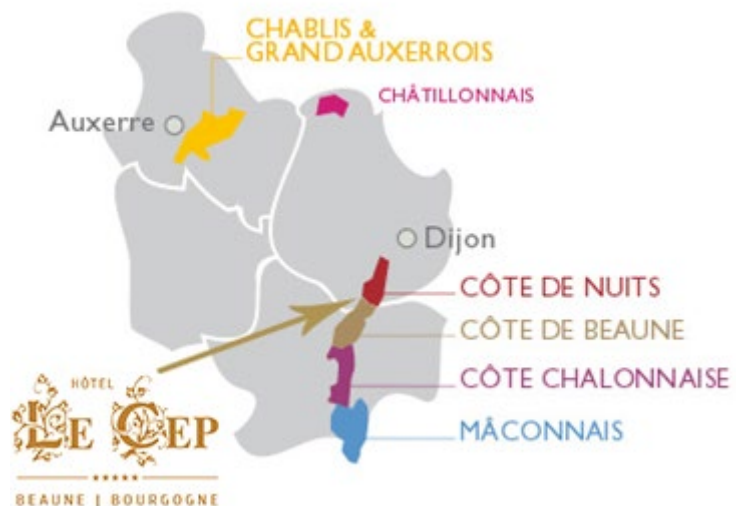 CHABLIS &
GRAND AUXERROIS
CHÂTILLONNAIS
Auxerre
Dijon
CÔTE DE NUITS
CÔTE DE BEAUNE
CÔTE CHALONNAISE
MÂCONNAIS
HÔTEL
LE CEP
BEAUNE | BOURGOGNE